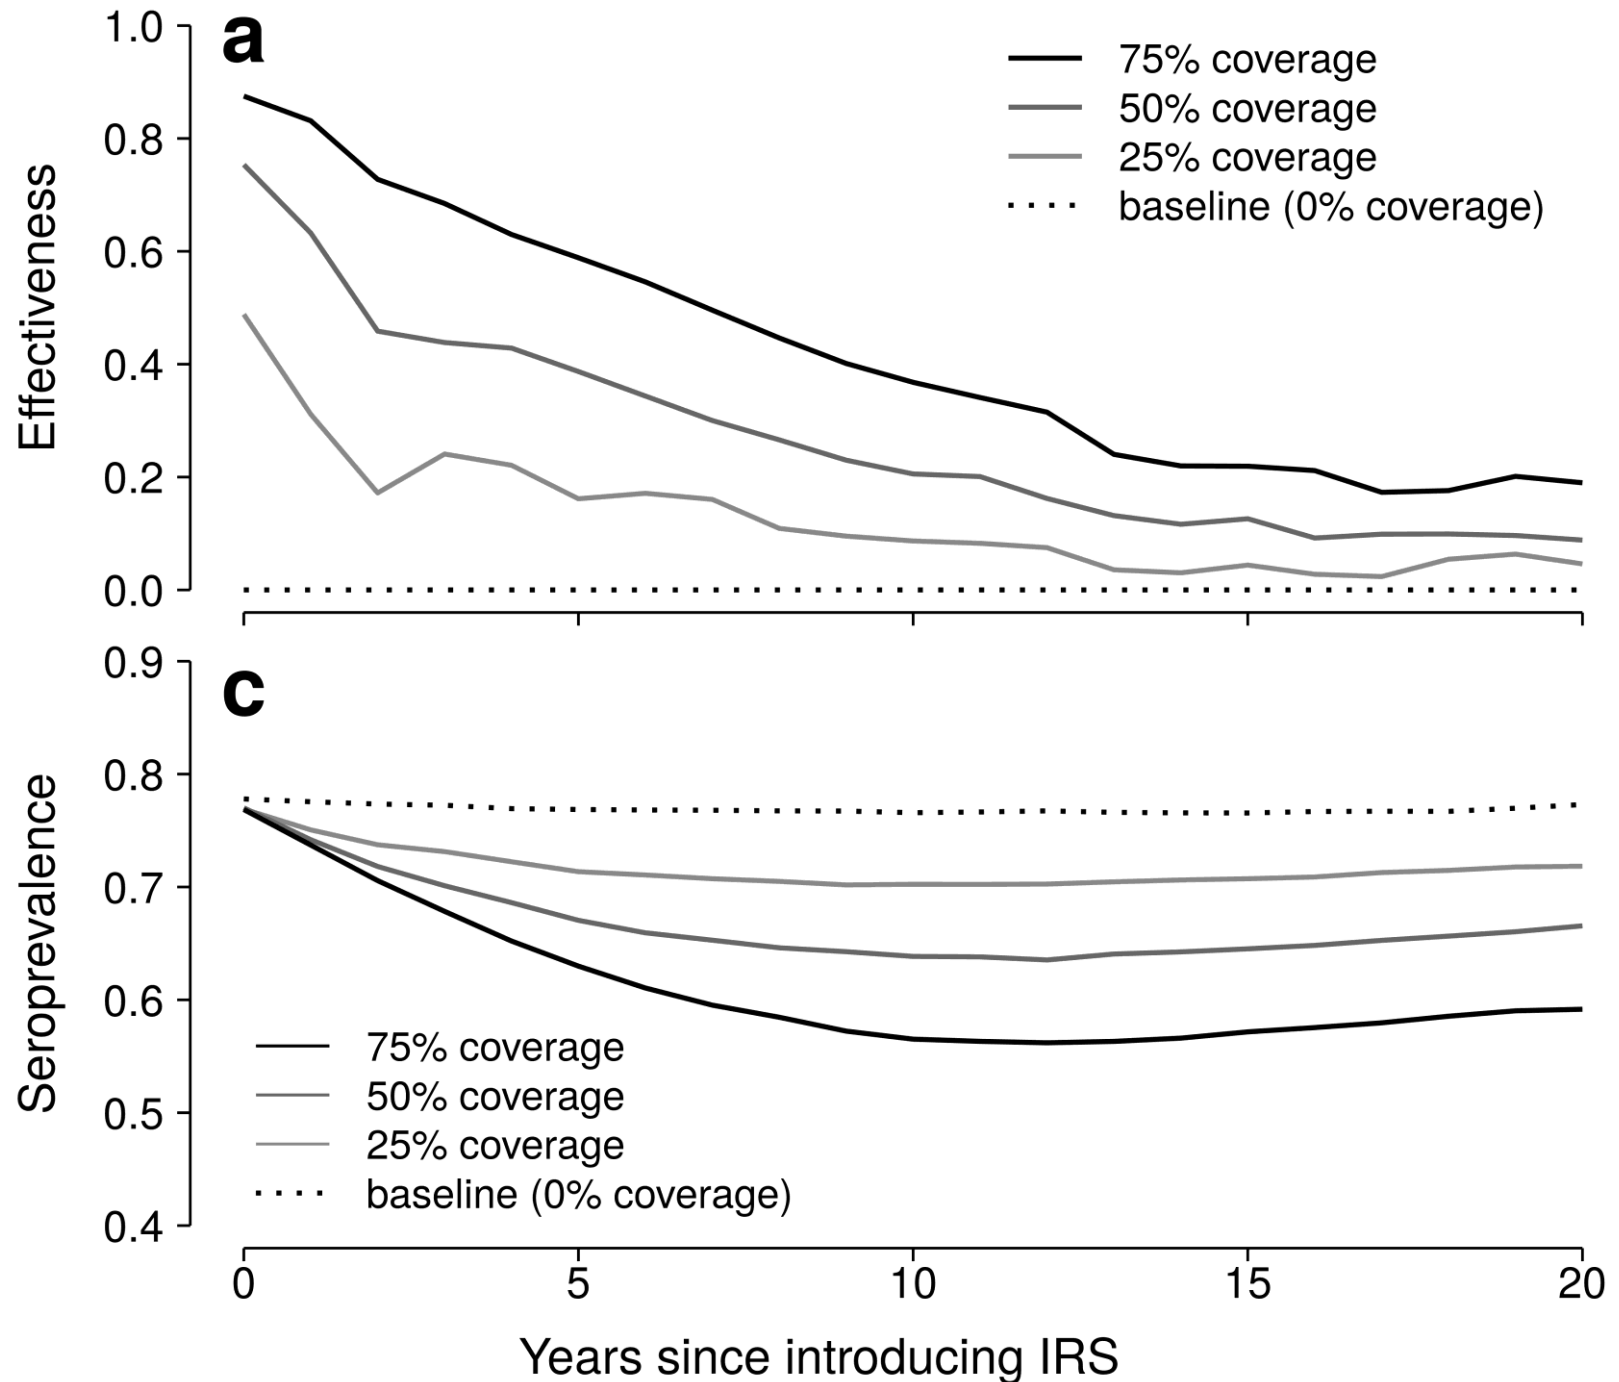 a
1.0
0.8
0.6
0.4
0.2
0.0
Effectiveness
75% coverage
50% coverage
25% coverage
baseline (0% coverage)
c
0.9
0.8
0.7
0.6
0.5
0.4
Seroprevalence
75% coverage
50% coverage
25% coverage
baseline (0% coverage)
0 5 10 15 20
Years since introducing IRS